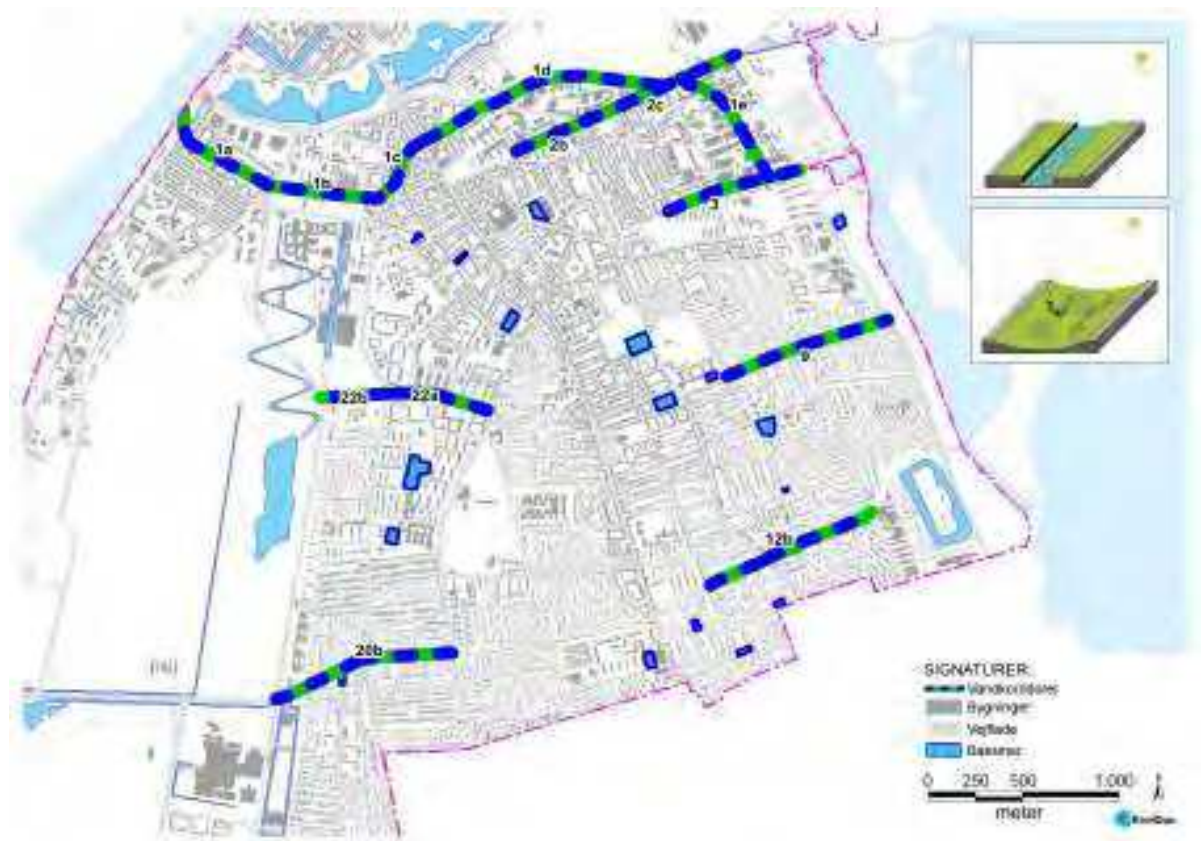 1d
2c
1e
2b
1a
1c
1b
3
9
22b
22a
12b
20b
SIGNATURER:
Vandkorridorer
Bygninger
Vejflade
Bassiner
0 250 500 1.000
meter